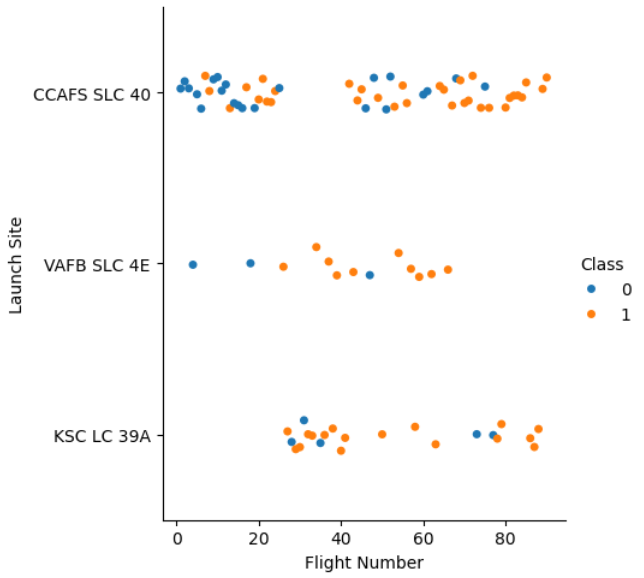 CCAFS SLC 40
VAFB SLC 4E
KSC LC 39A
Launch Site
0 20 40 60 80
Flight Number
Class
0
1